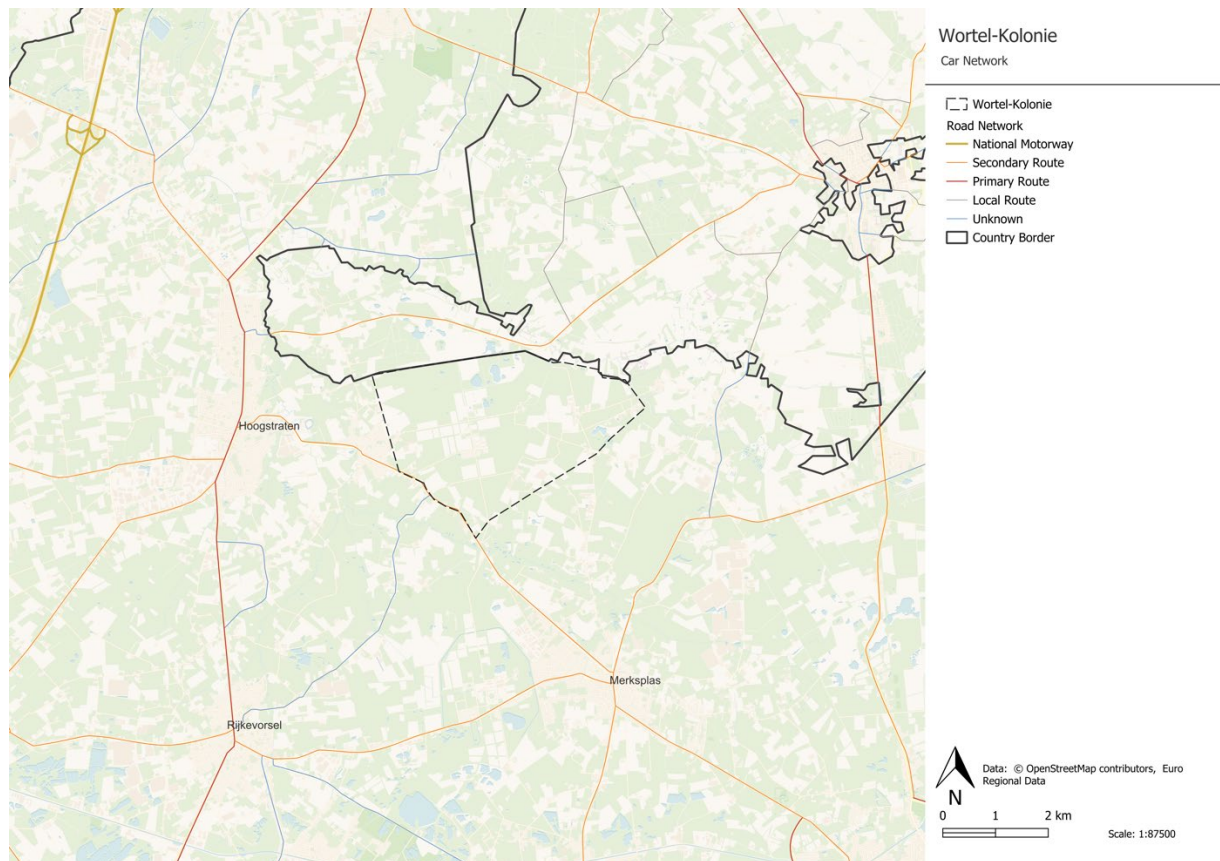 Wortel-Kolonie
Car Network
Wortel-Kolonie
Road Network
National Motorway
Secondary Route
Primary Route
Local Route
Unknown
Country Border
Hoogstraten
Merksplas
Rijkevorsel
Data: © OpenStreetMap contributors, Euro
Regional Data
N
0 1 2 km
Scale: 1:87500